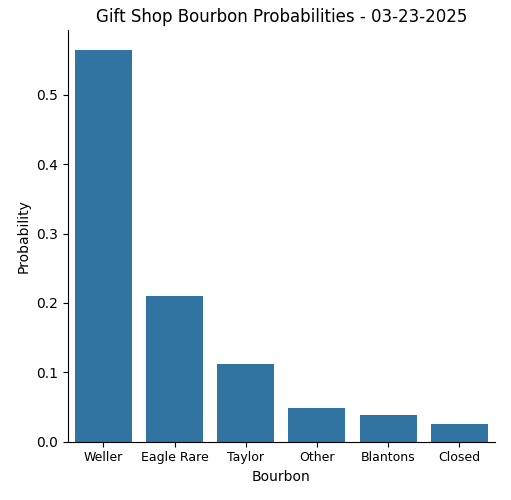 Gift Shop Bourbon Probabilities - 03-23-2025
Probability
0.5
0.4
0.3
0.2
0.1
0.0
Weller Eagle Rare Taylor Other Blantons Closed
Bourbon